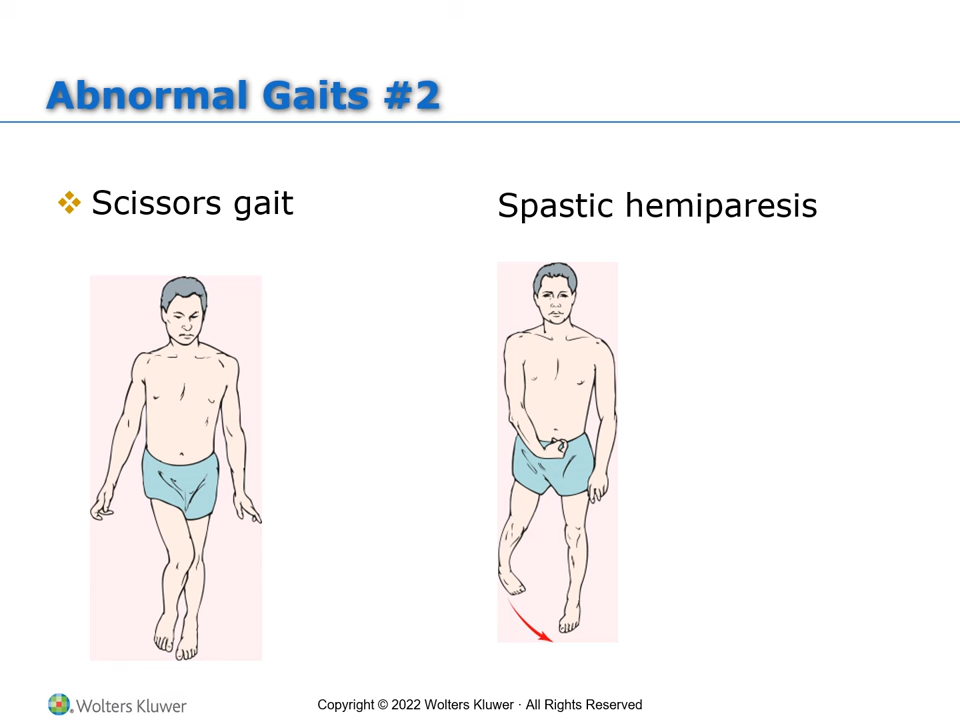 Abnormal Gaits #2
Scissors gait
Spastic hemiparesis
Wolters Kluwer
Copyright © 2022 Wolters Kluwer · All Rights Reserved